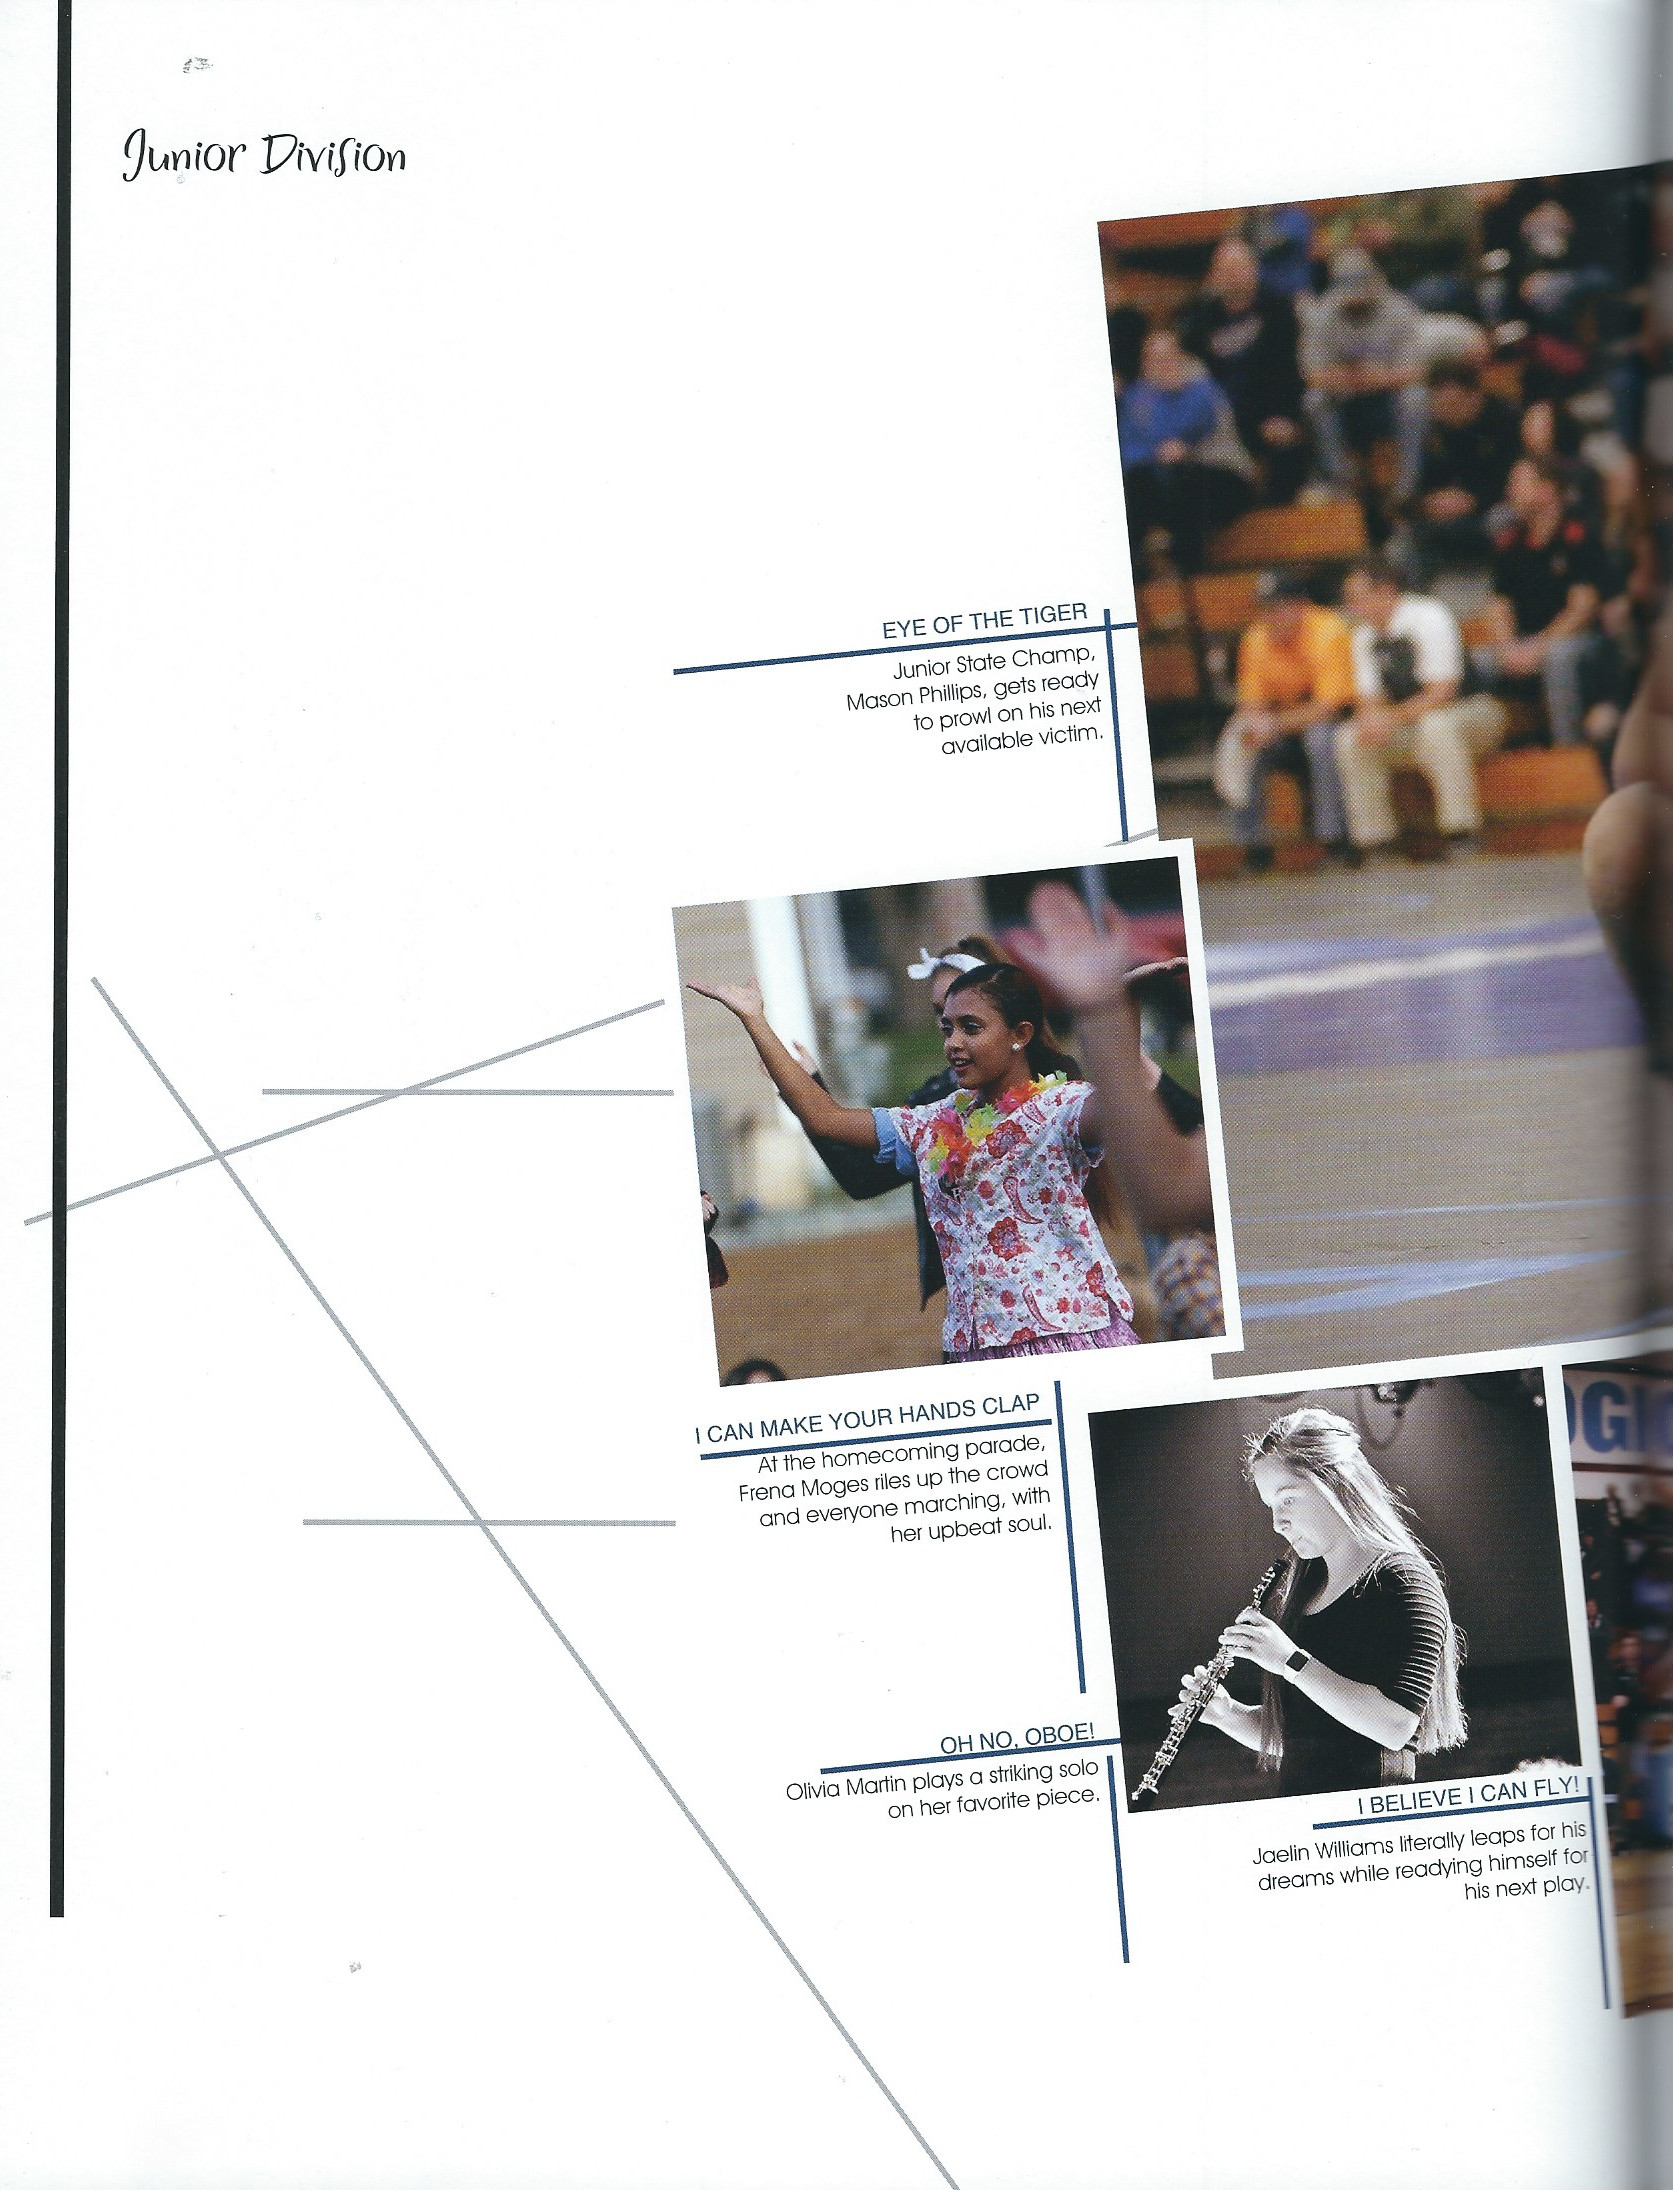 Junior Division
EYE OF THE TIGER
Junior State Champ,
Mason Phillips, gets ready
to prowl on his next
available victim.
I CAN MAKE YOUR HANDS CLAP
At the homecoming parade,
Frena Moges riles up the crowd
and everyone marching, with
her upbeat soul.
OH NO, OBOE!
Olivia Martin plays a striking solo
on her favorite piece.
I BELIEVE I CAN FLY!
Jaelin Williams literally leaps for his
dreams while readying himself for
his next play.